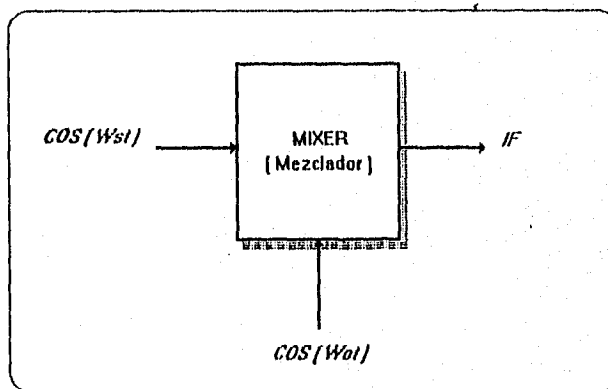 COS(Wst)
MIXER
(Mezclador)
IF
COS(Wot)